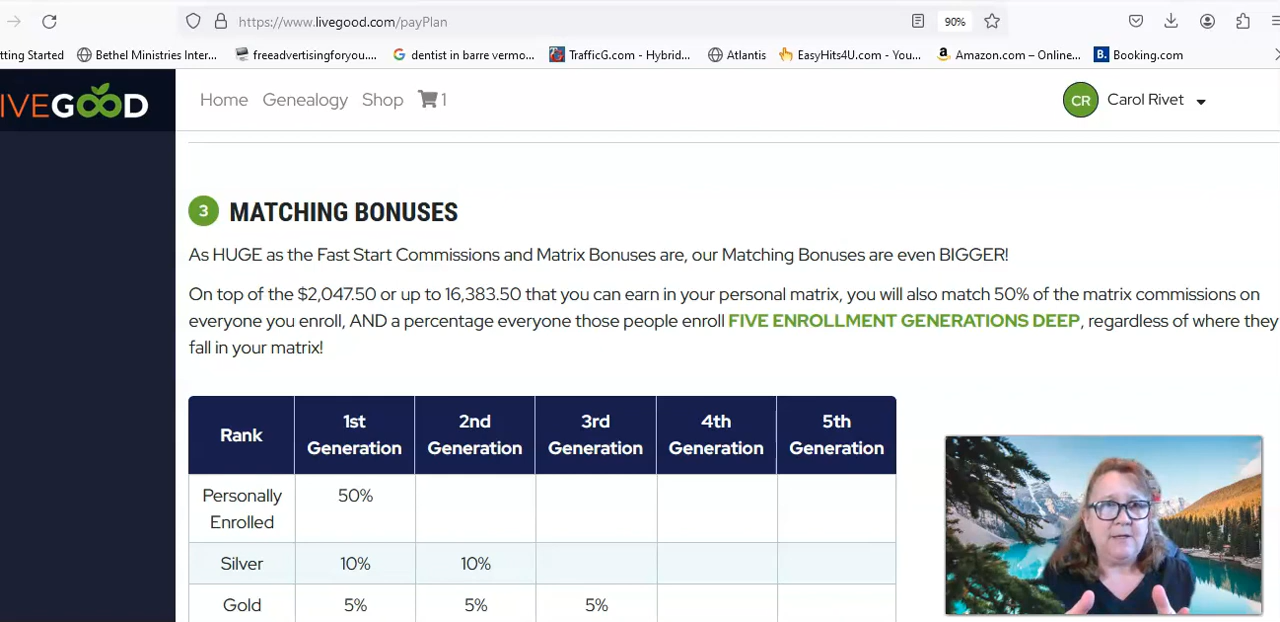 https://www.livegood.com/payPlan
90%
tting Started
Bethel Ministries Inter...
freeadvertisingforyou....
dentist in barre vermo...
TrafficG.com - Hybrid...
Atlantis
EasyHits4U.com - You...
Amazon.com – Online...
Booking.com
IVEGOOD
Home
Genealogy
Shop
1
CR
Carol Rivet
3 MATCHING BONUSES
As HUGE as the Fast Start Commissions and Matrix Bonuses are, our Matching Bonuses are even BIGGER!
On top of the $2,047.50 or up to 16,383.50 that you can earn in your personal matrix, you will also match 50% of the matrix commissions on
everyone you enroll, AND a percentage everyone those people enroll FIVE ENROLLMENT GENERATIONS DEEP, regardless of where they
fall in your matrix!
Rank
1st Generation
2nd Generation
3rd Generation
4th Generation
5th Generation
Personally Enrolled
50%
Silver
10%
10%
Gold
5%
5%
5%